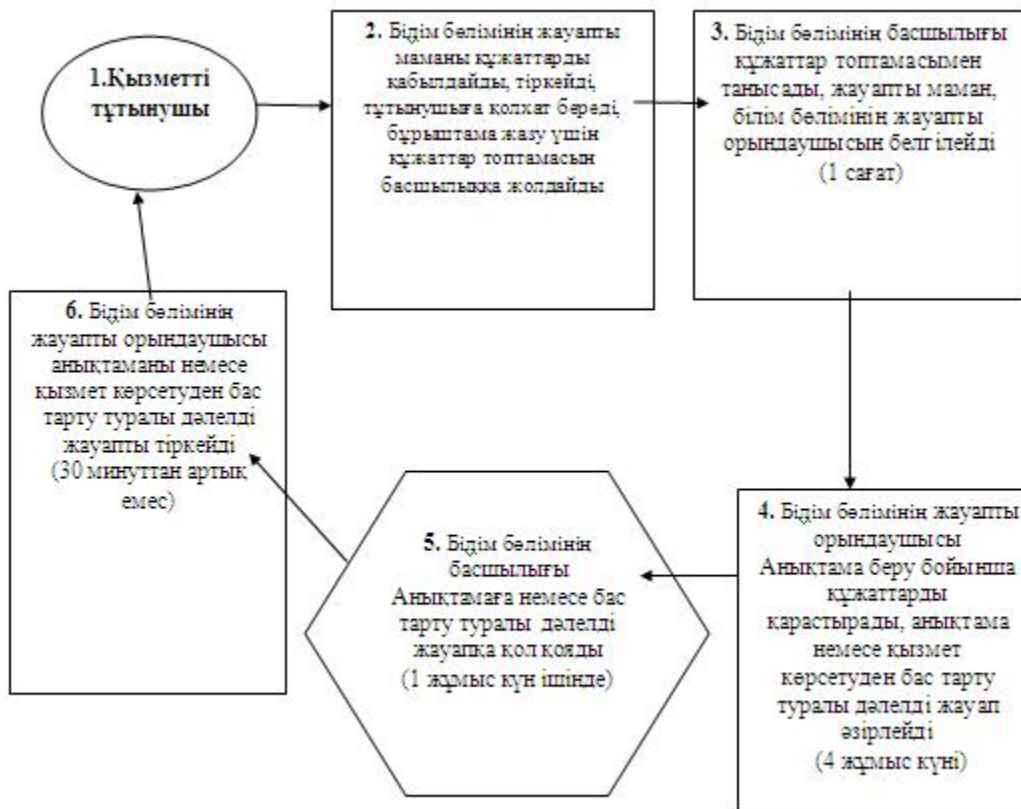 1.Қызметті
тұтынушы
2. Білім бөлімінің жауапты
маманы құжаттарды
қабылдайды, тіркейді,
тұтынушыға қолхат береді,
бұрыштама жазу үшін
құжаттар топтамасын
басшылыққа жолдайды
3. Білім бөлімінің басшылығы
құжаттар топтамасымен
танысады, жауапты маман,
білім бөлімінің жауапты
орындаушысын белгілейді
(1 сағат)
4. Білім бөлімінің жауапты
орындаушысы
Анықтама беру бойынша
құжаттарды
қарастырады, анықтама
немесе қызмет
көрсетуден бас тарту
туралы дәлелді жауап
әзірлейді
(4 жұмыс күні)
5. Білім бөлімінің
басшылығы
Анықтамаға немесе бас
тарту туралы дәлелді
жауапқа қол қояды
(1 жұмыс күн ішінде)
6. Білім бөлімінің
жауапты орындаушысы
анықтаманы немесе
қызмет көрсетуден бас
тарту туралы дәлелді
жауапты тіркейді
(30 минуттан артық
емес)